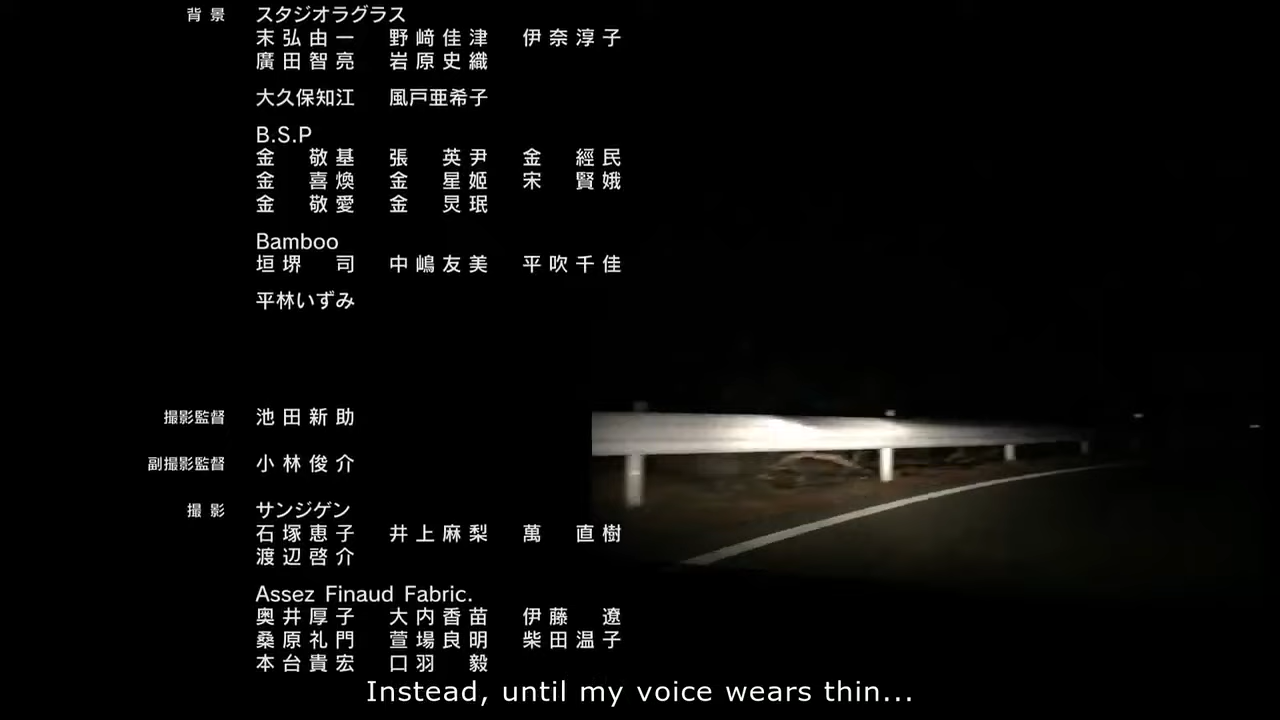 背景 スタジオラグラス
末弘由一 野﨑佳津 伊奈淳子
廣田智亮 岩原史織
大久保知江 風戸亜希子
B.S.P
金 敬基 張 英尹 金 經民
金 喜煥 金 星姬 宋 賢娥
金 敬愛 金 炅珉
Bamboo
垣堺 司 中嶋友美 平吹千佳
平林いずみ
撮影監督 池田新助
副撮影監督 小林俊介
撮影 サンジゲン
石塚恵子 井上麻梨 萬 直樹
渡辺啓介
Assez Finaud Fabric.
奥井厚子 大内香苗 伊藤 遼
桑原礼門 萱場良明 柴田温子
本台貴宏 口羽 毅
Instead, until my voice wears thin...